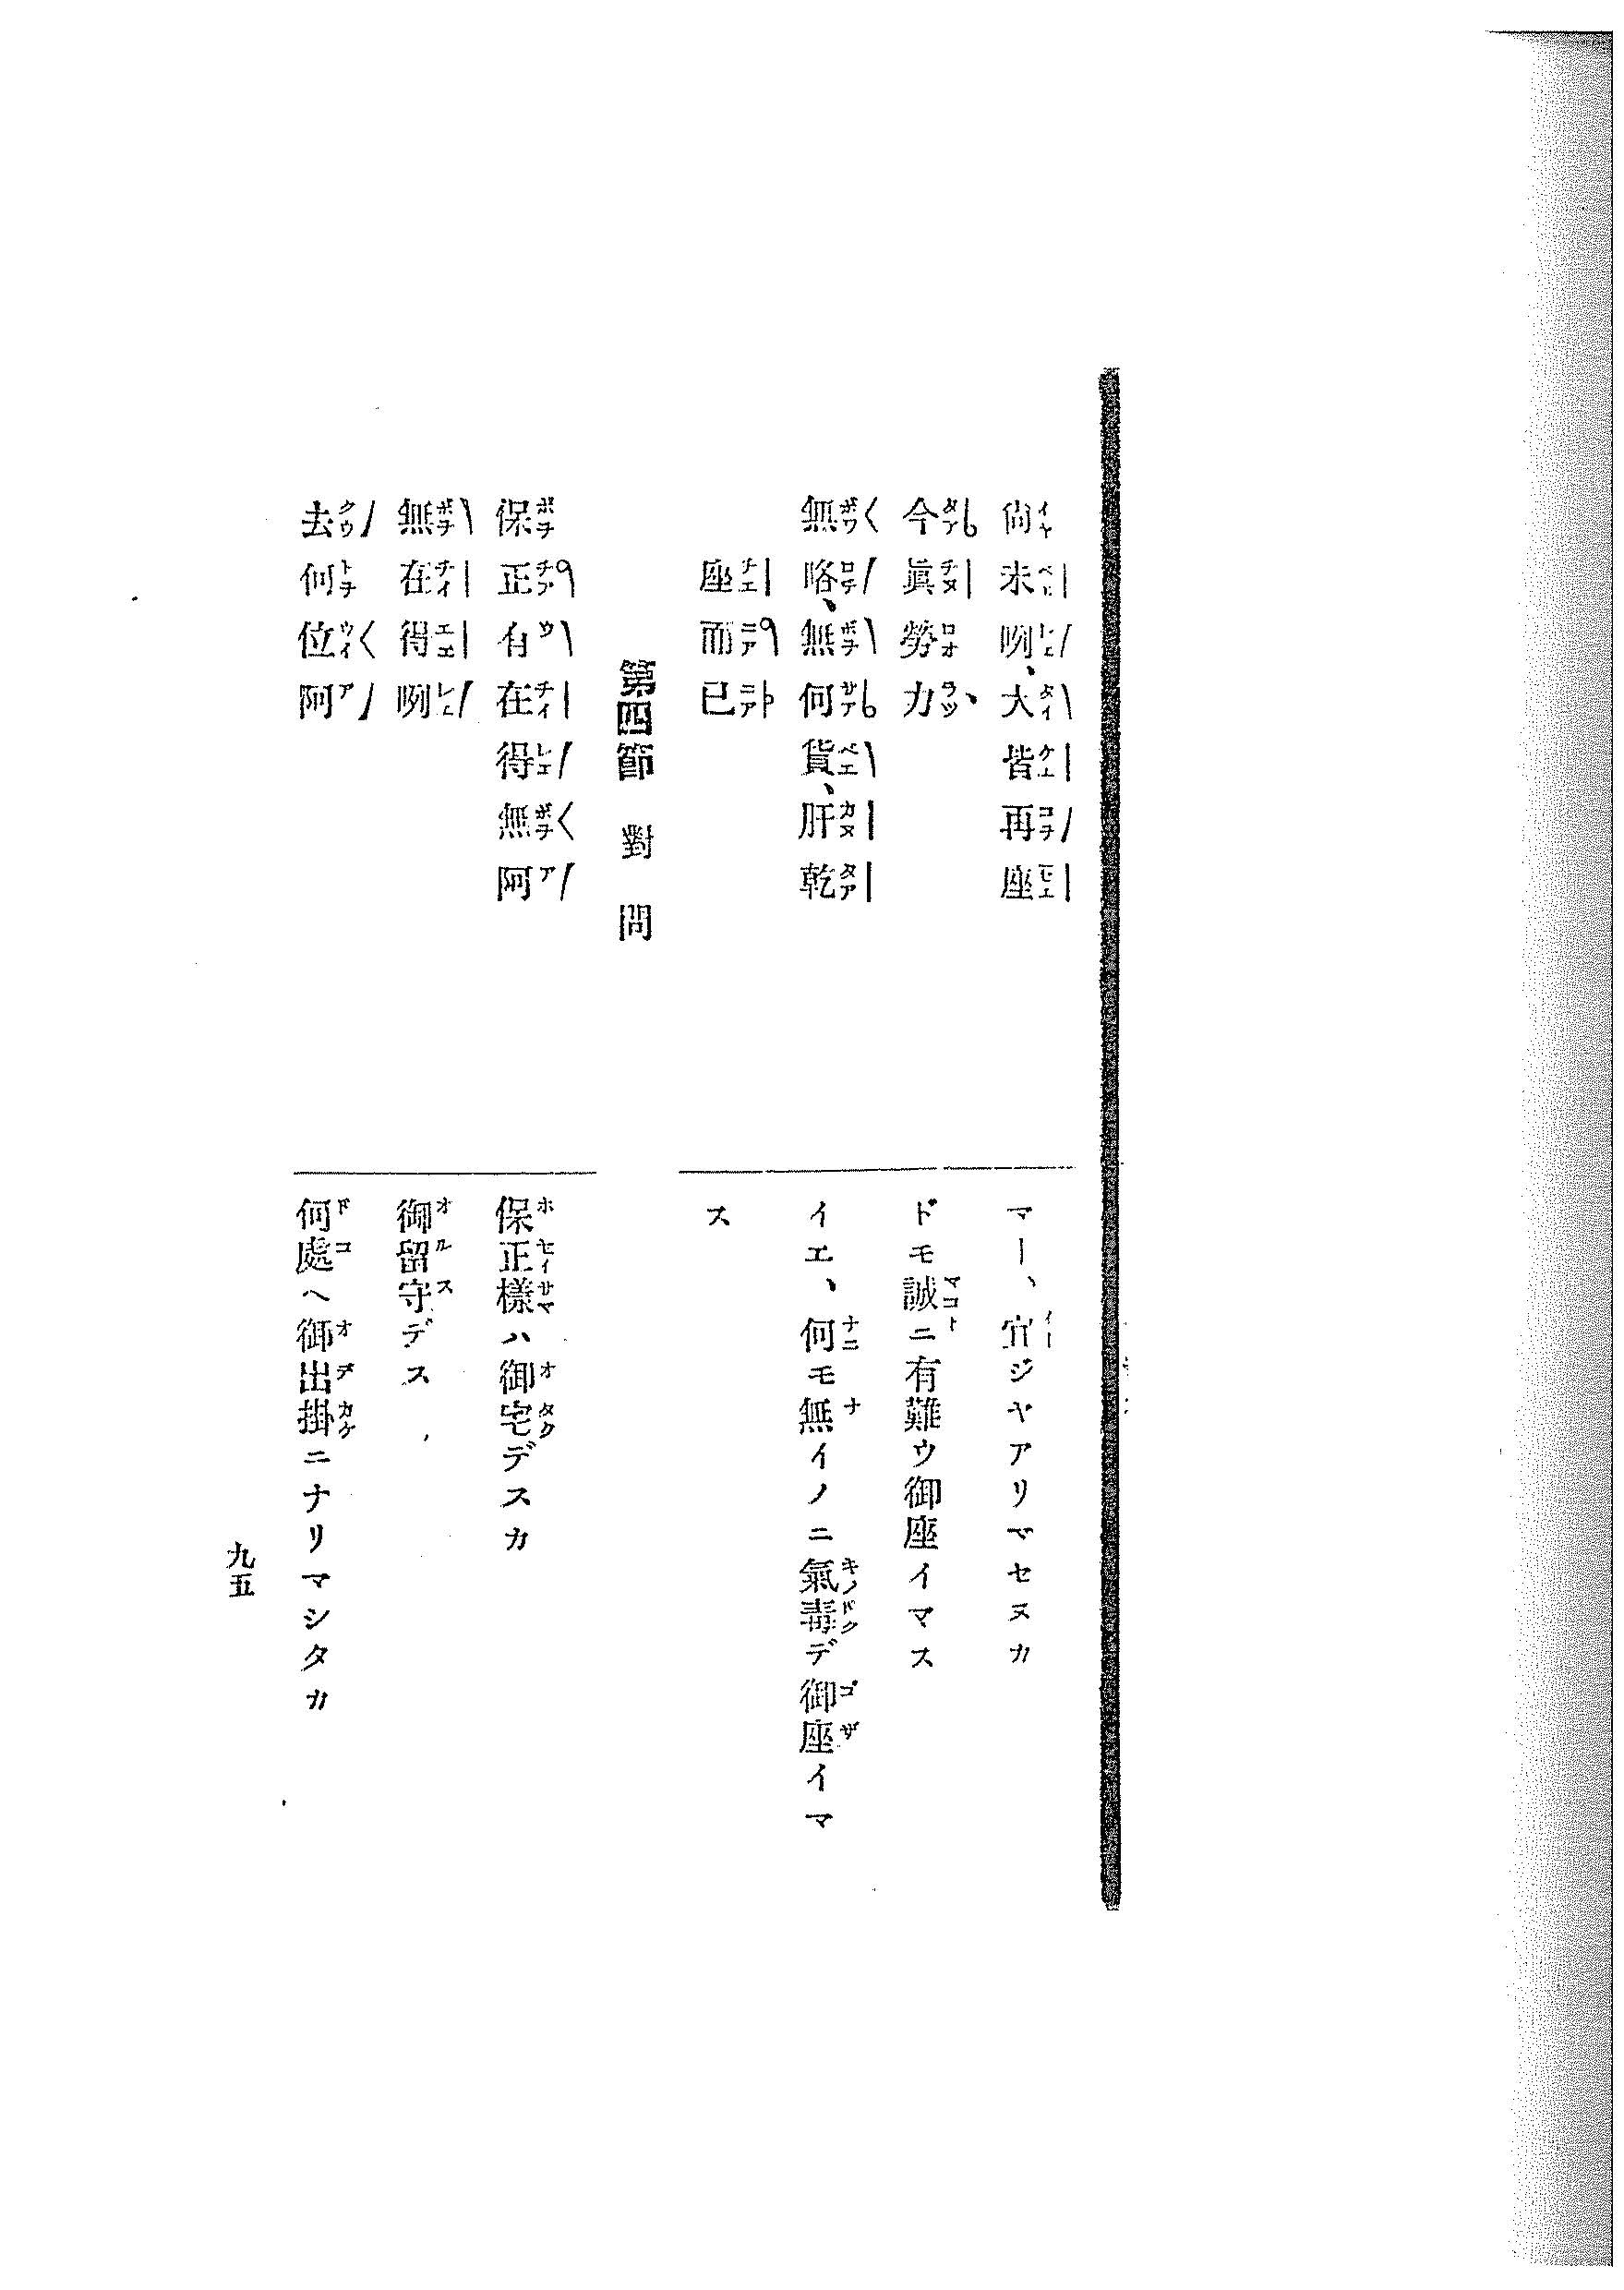 尙未咧、大皆再座
マー、宜ジヤアリマセヌカ
今眞勞力、
ドモ誠ニ有難ウ御座イマス
無咯、無何貨、肝乾
座而已
イエ、何モ無イノニ氣毒デ御座イマ
ス
第四節 對問
保正有在得無阿
保正樣ハ御宅デスカ
無在得咧
御留守デス
去何位阿
何處ヘ御出掛ニナリマシタカ
九五